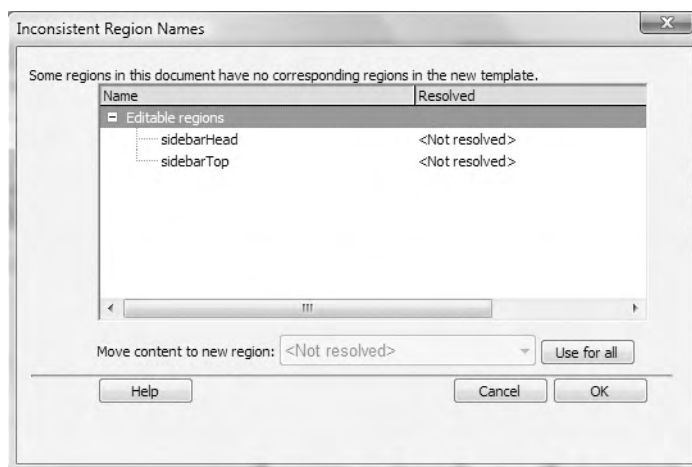 Inconsistent Region Names
Some regions in this document have no corresponding regions in the new template.
Name Resolved
Editable regions
sidebarHead <Not resolved>
sidebarTop <Not resolved>
Move content to new region: <Not resolved> Use for all
Help Cancel OK